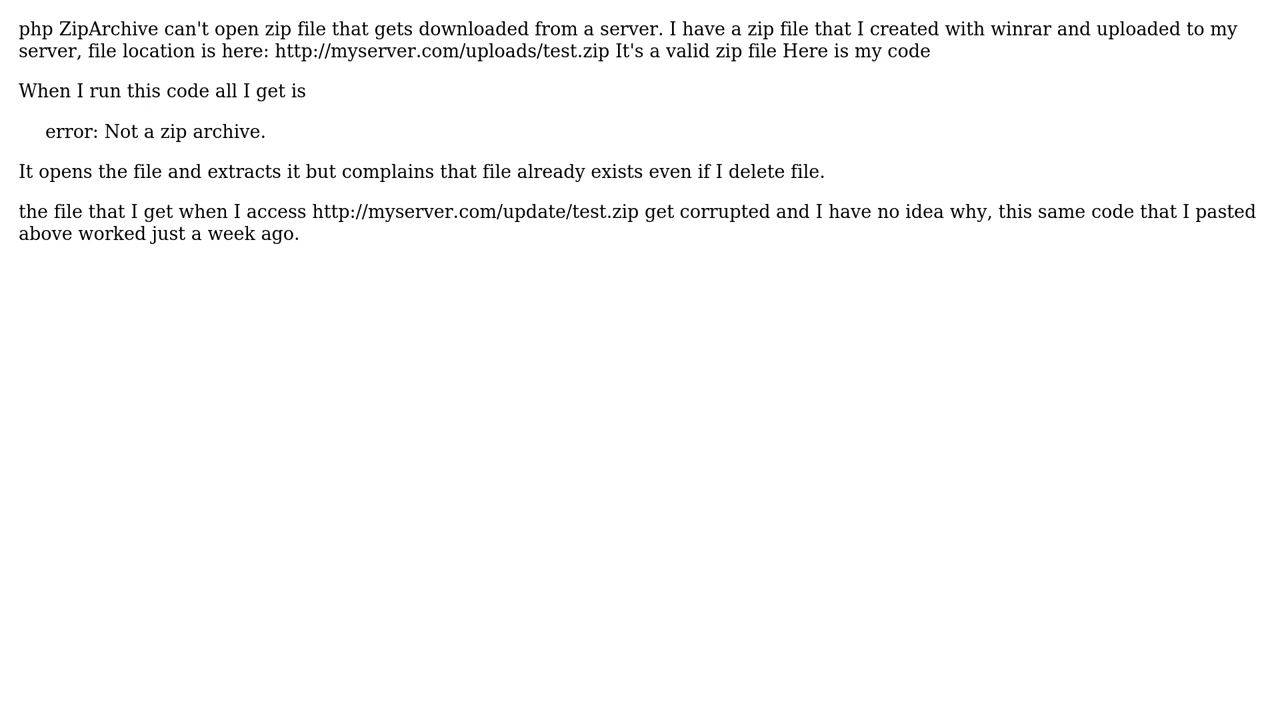 php ZipArchive can't open zip file that gets downloaded from a server. I have a zip file that I created with winrar and uploaded to my
server, file location is here: http://myserver.com/uploads/test.zip It's a valid zip file Here is my code
When I run this code all I get is
error: Not a zip archive.
It opens the file and extracts it but complains that file already exists even if I delete file.
the file that I get when I access http://myserver.com/update/test.zip get corrupted and I have no idea why, this same code that I pasted
above worked just a week ago.